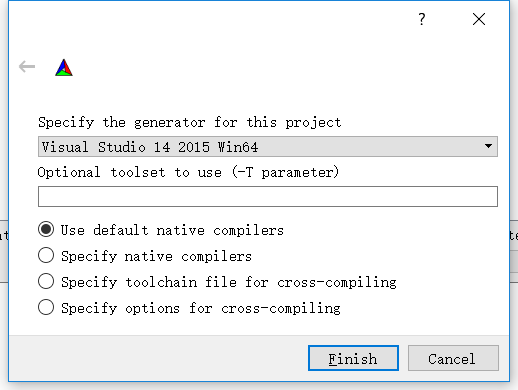 ?
Specify the generator for this project
Visual Studio 14 2015 Win64
Optional toolset to use (-T parameter)
Use default native compilers
Specify native compilers
Specify toolchain file for cross-compiling
Specify options for cross-compiling
Finish
Cancel